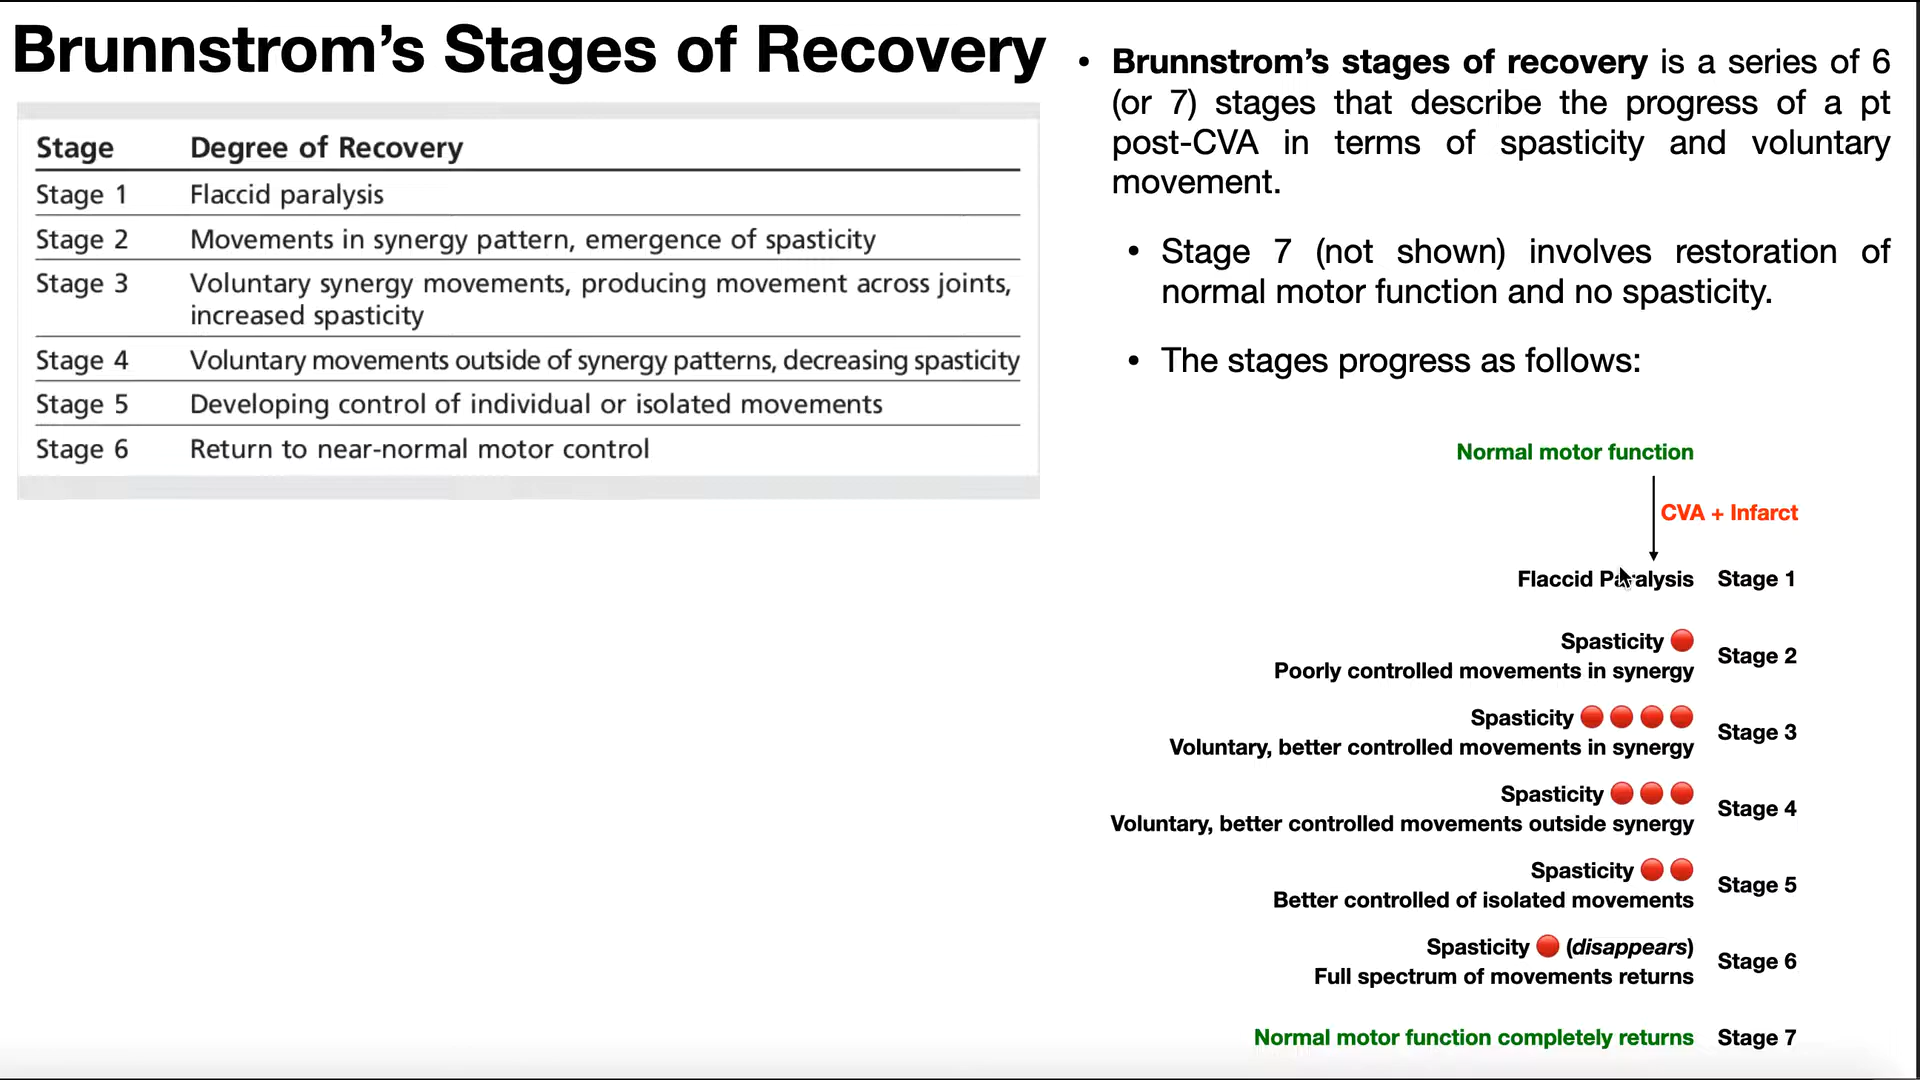 Brunnstrom’s Stages of Recovery
Stage Degree of Recovery
Stage 1 Flaccid paralysis
Stage 2 Movements in synergy pattern, emergence of spasticity
Stage 3 Voluntary synergy movements, producing movement across joints,
increased spasticity
Stage 4 Voluntary movements outside of synergy patterns, decreasing spasticity
Stage 5 Developing control of individual or isolated movements
Stage 6 Return to near-normal motor control
• Brunnstrom’s stages of recovery is a series of 6
(or 7) stages that describe the progress of a pt
post-CVA in terms of spasticity and voluntary
movement.
• Stage 7 (not shown) involves restoration of
normal motor function and no spasticity.
• The stages progress as follows:
Normal motor function
CVA + Infarct
Flaccid Paralysis Stage 1
Spasticity 🔴
Poorly controlled movements in synergy
Stage 2
Spasticity 🔴 🔴 🔴 🔴
Voluntary, better controlled movements in synergy
Stage 3
Spasticity 🔴 🔴 🔴
Voluntary, better controlled movements outside synergy
Stage 4
Spasticity 🔴 🔴
Better controlled of isolated movements
Stage 5
Spasticity 🔴 (disappears)
Full spectrum of movements returns
Stage 6
Normal motor function completely returns Stage 7